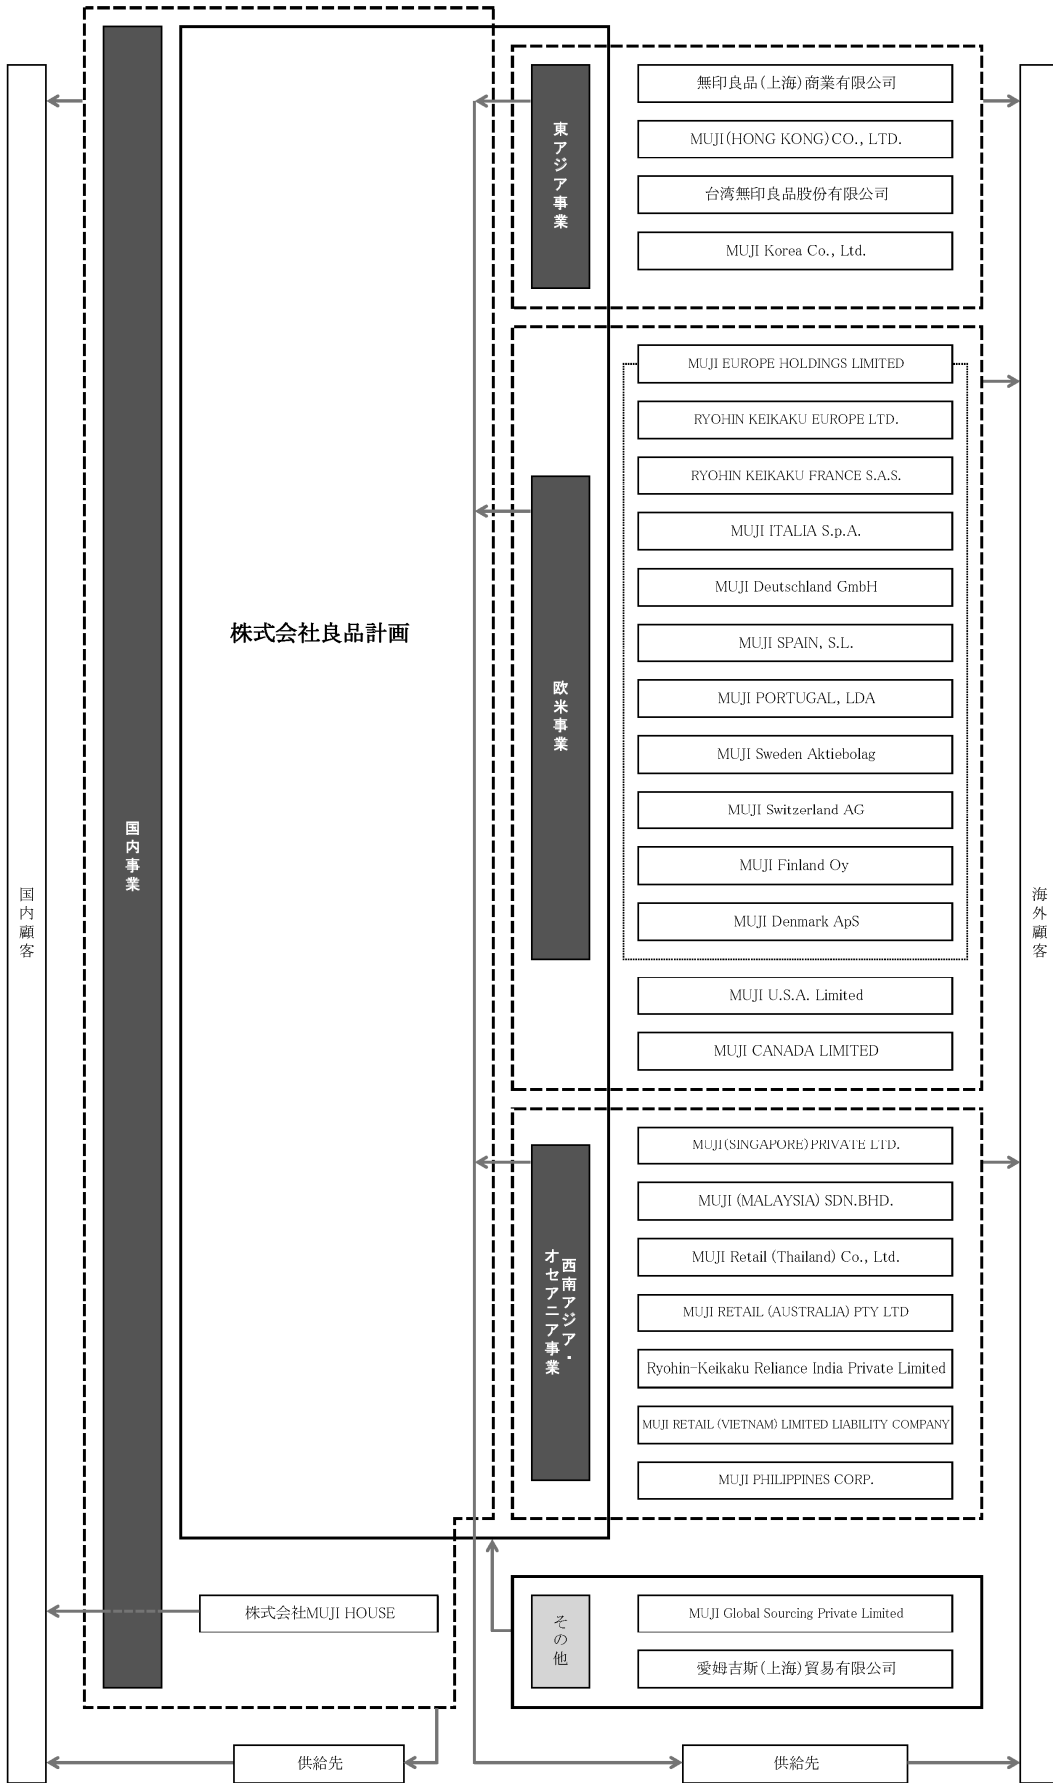 国内顧客
国内事業
株式会社良品計画
株式会社MUJI HOUSE
供給先
東アジア事業
無印良品(上海)商業有限公司
MUJI(HONG KONG)CO., LTD.
台湾無印良品股份有限公司
MUJI Korea Co., Ltd.
欧米事業
MUJI EUROPE HOLDINGS LIMITED
RYOHIN KEIKAKU EUROPE LTD.
RYOHIN KEIKAKU FRANCE S.A.S.
MUJI ITALIA S.p.A.
MUJI Deutschland GmbH
MUJI SPAIN, S.L.
MUJI PORTUGAL, LDA
MUJI Sweden Aktiebolag
MUJI Switzerland AG
MUJI Finland Oy
MUJI Denmark ApS
MUJI U.S.A. Limited
MUJI CANADA LIMITED
西南アジア・
オセアニア事業
MUJI(SINGAPORE)PRIVATE LTD.
MUJI (MALAYSIA) SDN.BHD.
MUJI Retail (Thailand) Co., Ltd.
MUJI RETAIL (AUSTRALIA) PTY LTD
Ryohin-Keikaku Reliance India Private Limited
MUJI RETAIL (VIETNAM) LIMITED LIABILITY COMPANY
MUJI PHILIPPINES CORP.
その他
MUJI Global Sourcing Private Limited
愛姆吉斯(上海)貿易有限公司
供給先
海外顧客